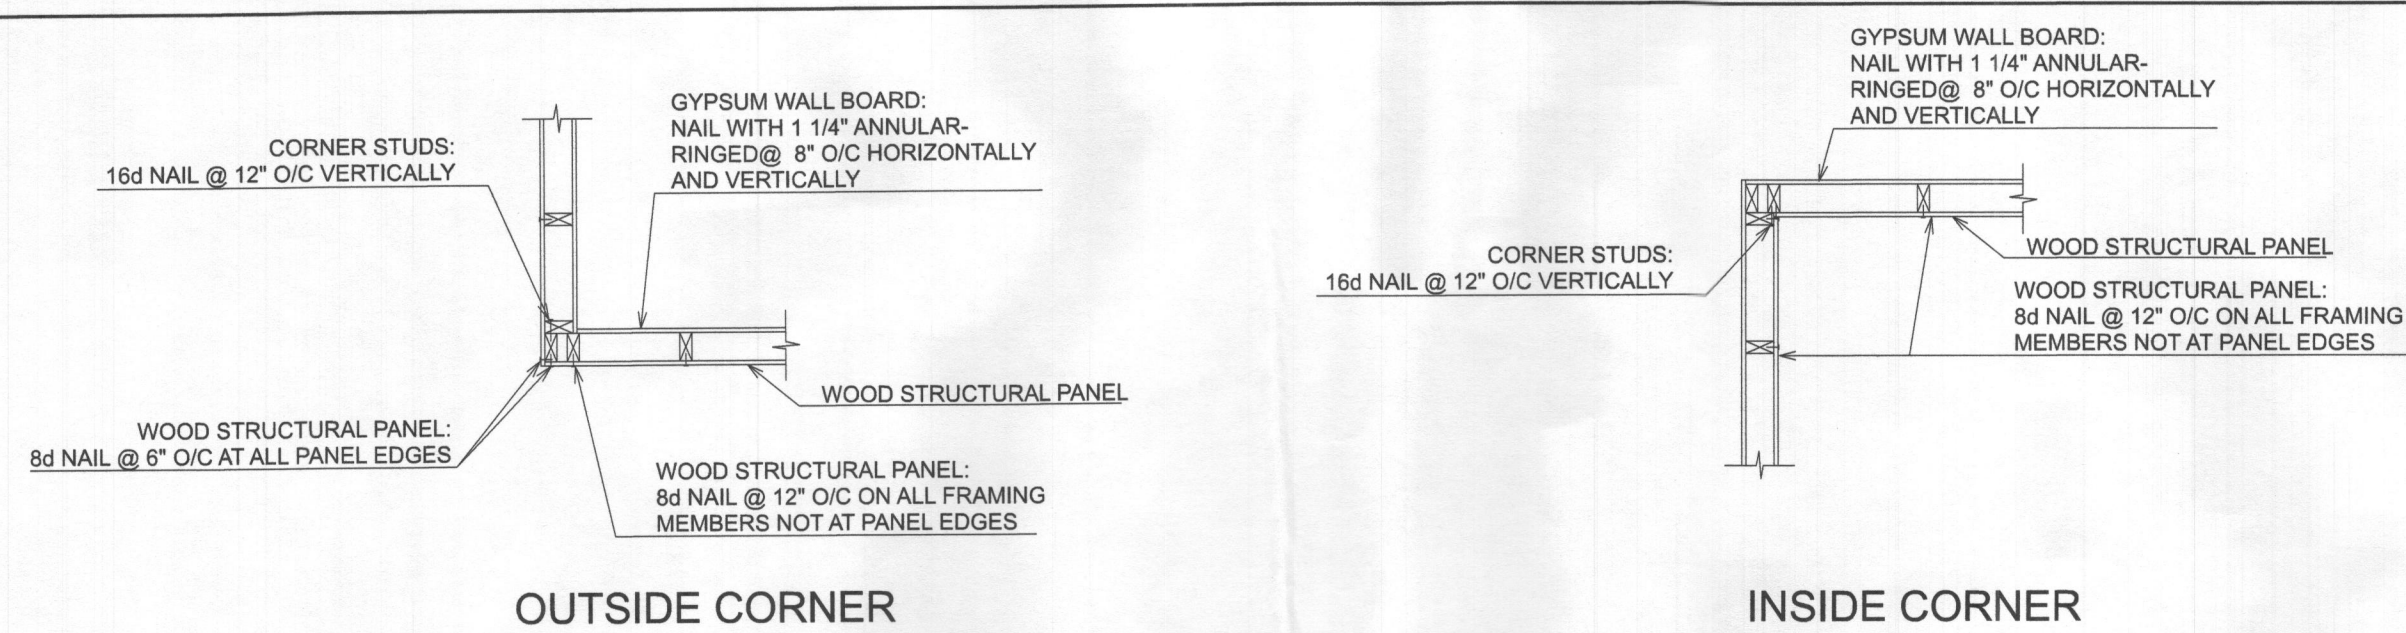 CORNER STUDS:
16d NAIL @ 12" O/C VERTICALLY
GYPSUM WALL BOARD:
NAIL WITH 1 1/4" ANNULAR-
RINGED@ 8" O/C HORIZONTALLY
AND VERTICALLY
WOOD STRUCTURAL PANEL
WOOD STRUCTURAL PANEL:
8d NAIL @ 6" O/C AT ALL PANEL EDGES
WOOD STRUCTURAL PANEL:
8d NAIL @ 12" O/C ON ALL FRAMING
MEMBERS NOT AT PANEL EDGES
OUTSIDE CORNER
GYPSUM WALL BOARD:
NAIL WITH 1 1/4" ANNULAR-
RINGED@ 8" O/C HORIZONTALLY
AND VERTICALLY
CORNER STUDS:
16d NAIL @ 12" O/C VERTICALLY
WOOD STRUCTURAL PANEL
WOOD STRUCTURAL PANEL:
8d NAIL @ 12" O/C ON ALL FRAMING
MEMBERS NOT AT PANEL EDGES
INSIDE CORNER